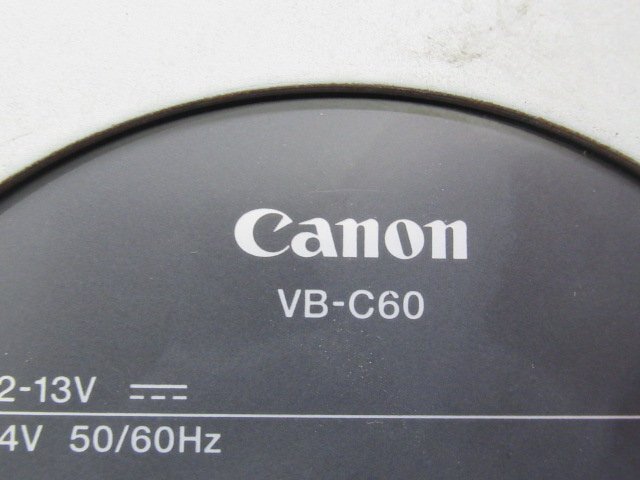 Canon
VB-C60
2-13V ⎓
4V 50/60Hz